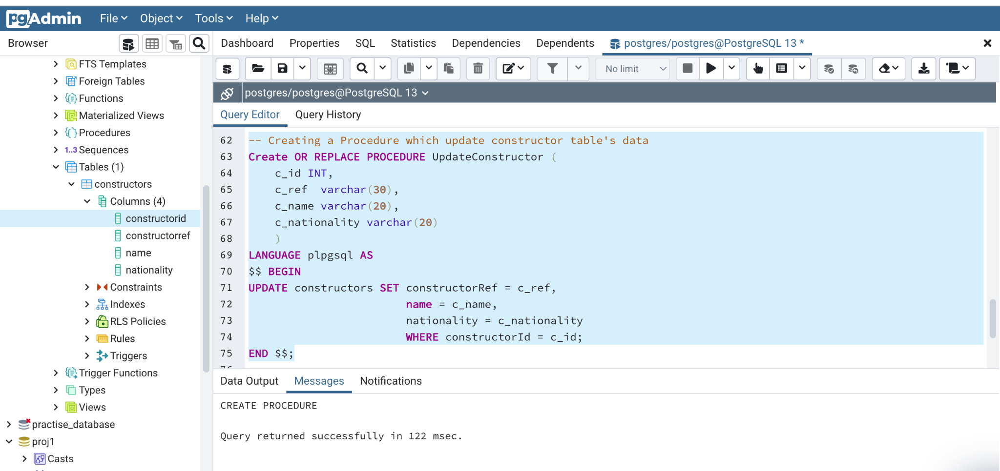 pgAdmin File Object Tools Help
Browser
Dashboard Properties SQL Statistics Dependencies Dependents postgres/postgres@PostgreSQL 13 *
FTS Templates
Foreign Tables
Functions
Materialized Views
Procedures
1..3 Sequences
Tables (1)
constructors
Columns (4)
constructorid
constructorref
name
nationality
Constraints
Indexes
RLS Policies
Rules
Triggers
Trigger Functions
Types
Views
practise_database
proj1
Casts
No limit
postgres/postgres@PostgreSQL 13
Query Editor Query History
62 -- Creating a Procedure which update constructor table's data
63 Create OR REPLACE PROCEDURE UpdateConstructor (
64 c_id INT,
65 c_ref  varchar(30),
66 c_name varchar(20),
67 c_nationality varchar(20)
68 )
69 LANGUAGE plpgsql AS
70 $$ BEGIN
71 UPDATE constructors SET constructorRef = c_ref,
72 name = c_name,
73 nationality = c_nationality
74 WHERE constructorId = c_id;
75 END $$;
Data Output Messages Notifications
CREATE PROCEDURE
Query returned successfully in 122 msec.